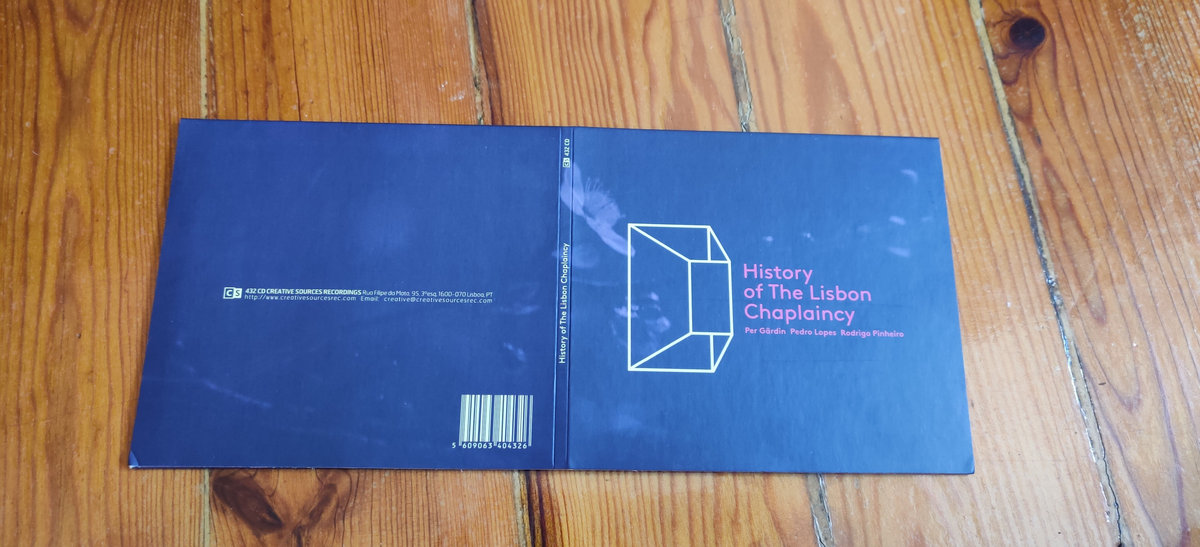 CS 432 CD CREATIVE SOURCES RECORDINGS Rua Filipe da Mata, 95, 3ºesq, 1600-070 Lisboa, PT
http://www.creativesourcesrec.com Email: creative@creativesourcesrec.com
5 609063 404326
CS 432 CD
History of The Lisbon Chaplaincy
History
of The Lisbon
Chaplaincy
Per Gärdin Pedro Lopes Rodrigo Pinheiro